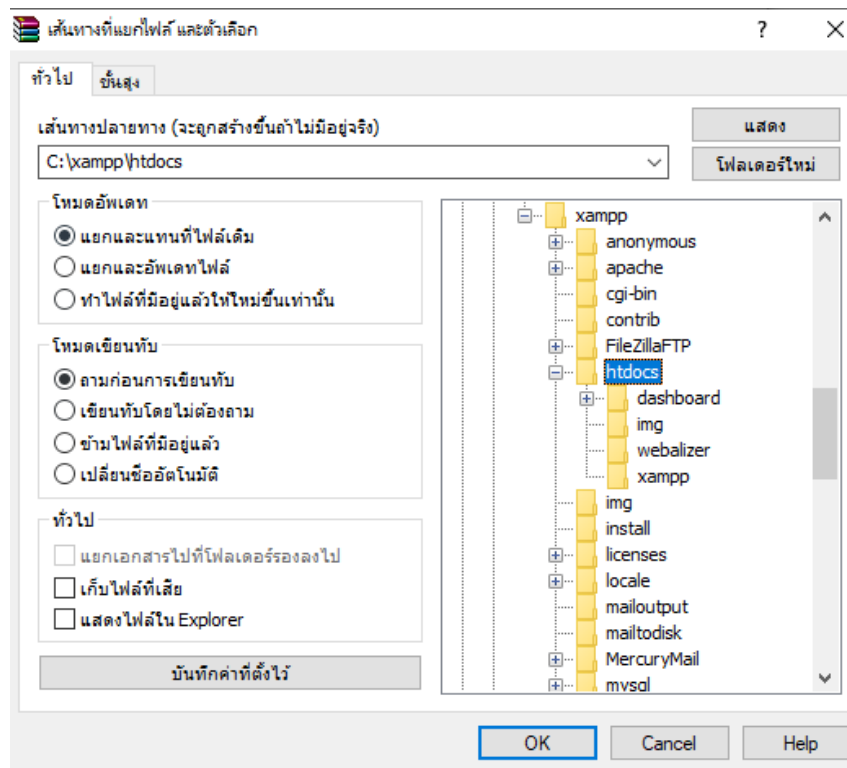 เส้นทางที่แยกไฟล์ และตัวเลือก
?
ทั่วไป
ขั้นสูง
เส้นทางปลายทาง (จะถูกสร้างขึ้นถ้าไม่มีอยู่จริง)
แสดง
C:\xampp\htdocs
โฟลเดอร์ใหม่
โหมดอัพเดท
แยกและแทนที่ไฟล์เดิม
แยกและอัพเดทไฟล์
ทำไฟล์ที่มีอยู่แล้วให้ใหม่ขึ้นเท่านั้น
โหมดเขียนทับ
ถามก่อนการเขียนทับ
เขียนทับโดยไม่ต้องถาม
ข้ามไฟล์ที่มีอยู่แล้ว
เปลี่ยนชื่ออัตโนมัติ
ทั่วไป
แยกเอกสารไปที่โฟลเดอร์รองลงไป
เก็บไฟล์ที่เสีย
แสดงไฟล์ใน Explorer
บันทึกค่าที่ตั้งไว้
xampp
anonymous
apache
cgi-bin
contrib
FileZillaFTP
htdocs
dashboard
img
webalizer
xampp
img
install
licenses
locale
mailoutput
mailtodisk
MercuryMail
mysql
OK
Cancel
Help